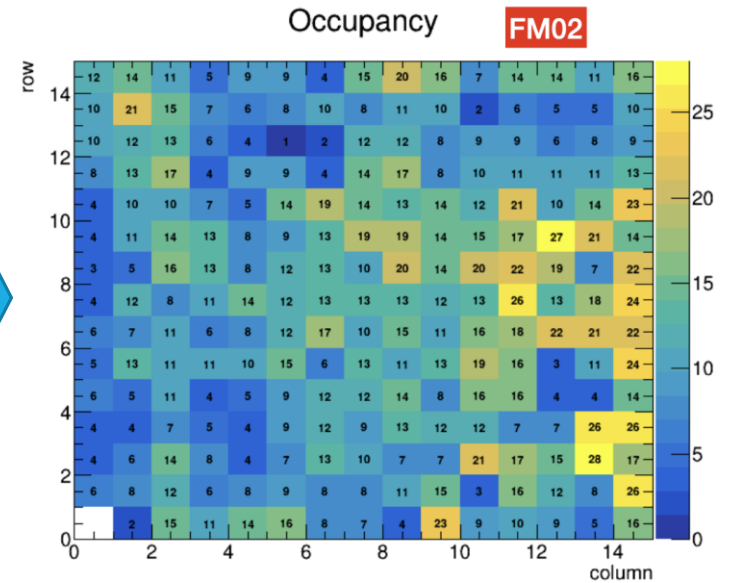 Occupancy FM02
row
12 14 11 5 9 9 4 15 20 16 7 14 14 11 16
14
10 21 15 7 6 8 10 8 11 10 2 6 5 5 10
25
10 12 13 6 4 1 2 12 12 8 9 9 6 8 9
12
8 13 17 4 9 9 4 14 17 8 10 11 11 11 13
4 10 10 7 5 14 19 14 13 14 12 21 10 14 23
20
10
4 11 14 13 8 9 13 19 19 14 15 17 27 21 14
3 5 16 13 8 12 13 10 20 14 20 22 19 7 22
8
15
4 12 8 11 14 12 13 13 13 12 13 26 13 18 24
6 7 11 6 8 12 17 10 15 11 16 18 22 21 22
6
5 13 11 11 10 15 6 13 11 13 19 16 3 11 24
10
6 5 11 4 5 9 12 12 14 8 16 16 4 4 14
4
4 4 7 5 4 9 12 9 13 12 12 7 7 26 26
4 6 14 8 4 7 13 10 7 7 21 17 15 28 17
5
2
6 8 12 6 8 9 8 8 11 15 3 16 12 8 26
2 15 11 14 16 8 7 4 23 9 10 9 5 16
0 0
0 2 4 6 8 10 12 14
column